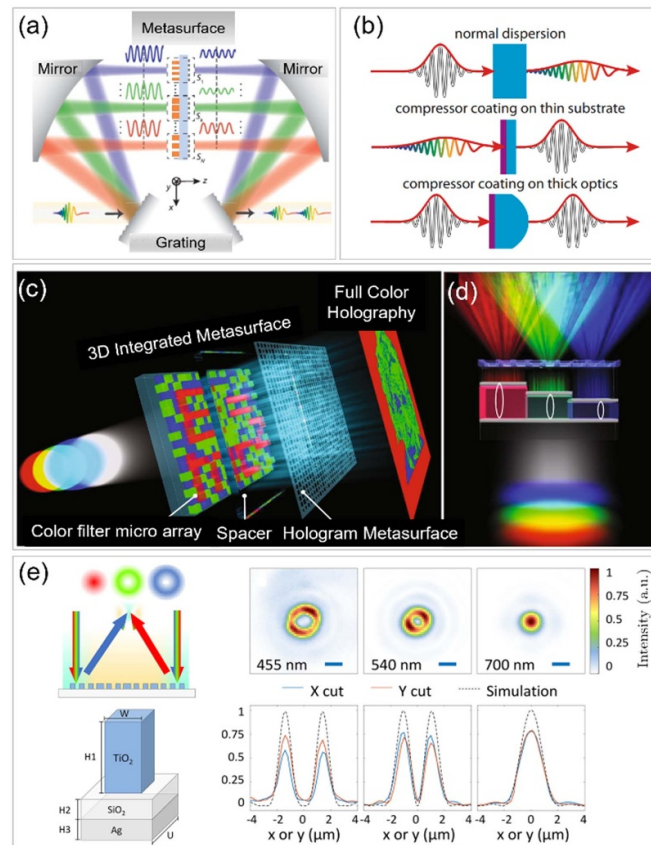 (a)
Metasurface
Mirror
Mirror
S₁
Sₙ
x
y
z
Grating
(b)
normal dispersion
compressor coating on thin substrate
compressor coating on thick optics
(c)
3D Integrated Metasurface
Full Color
Holography
Color filter micro array
Spacer
Hologram Metasurface
(d)
(e)
455 nm
540 nm
700 nm
1
0.75
0.5
0.25
0
Intensity (a.u.)
X cut
Y cut
Simulation
W
H1
TiO₂
H2
SiO₂
H3
Ag
U
1
0.75
0.5
0.25
0
-4 -2 0 2 4
-4 -2 0 2 4
-4 -2 0 2 4
x or y (μm)
x or y (μm)
x or y (μm)